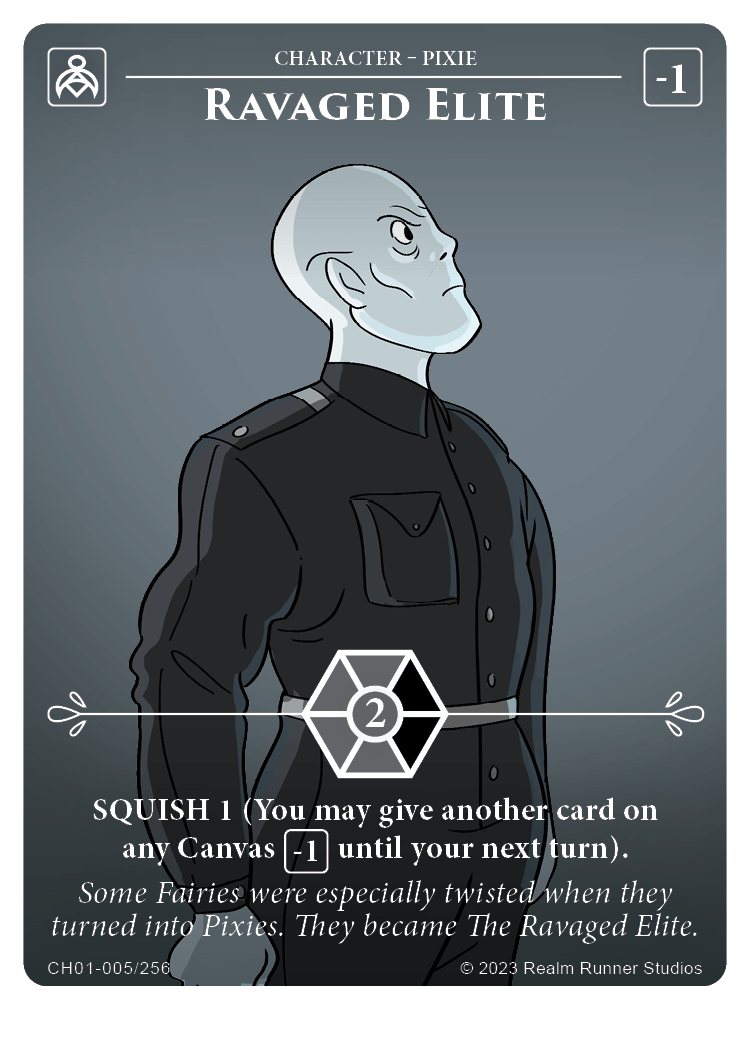 CHARACTER – PIXIE
-1
RAVAGED ELITE
2
SQUISH 1 (You may give another card on
any Canvas -1 until your next turn).
Some Fairies were especially twisted when they
turned into Pixies. They became The Ravaged Elite.
CH01-005/256
© 2023 Realm Runner Studios